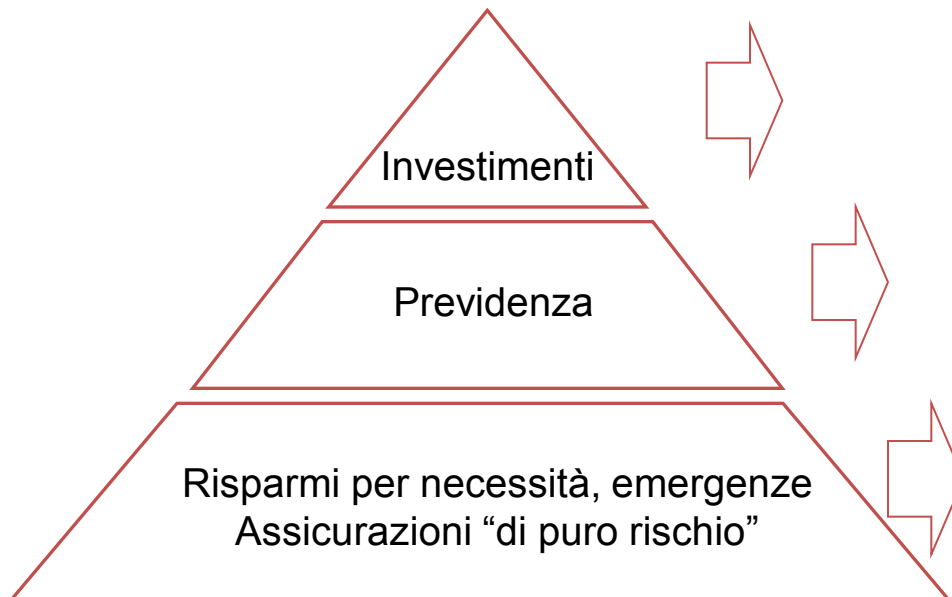 Investimenti
Previdenza
Risparmi per necessità, emergenze
Assicurazioni “di puro rischio”